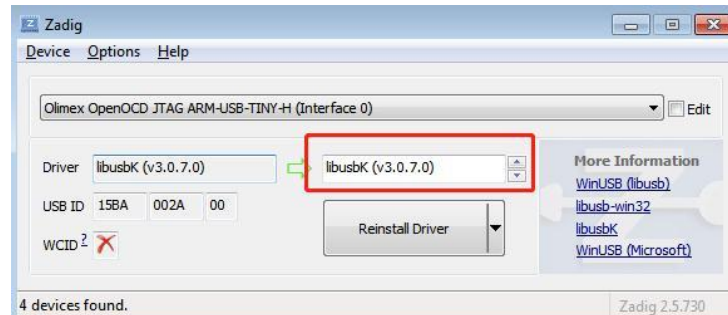 Zadig
Device Options Help
Olimex OpenOCD JTAG ARM-USB-TINY-H (Interface 0)
Edit
Driver libusbK (v3.0.7.0) libusbK (v3.0.7.0)
USB ID 15BA 002A 00
WCID ?
Reinstall Driver
More Information
WinUSB (libusb)
libusb-win32
libusbK
WinUSB (Microsoft)
4 devices found.
Zadig 2.5.730